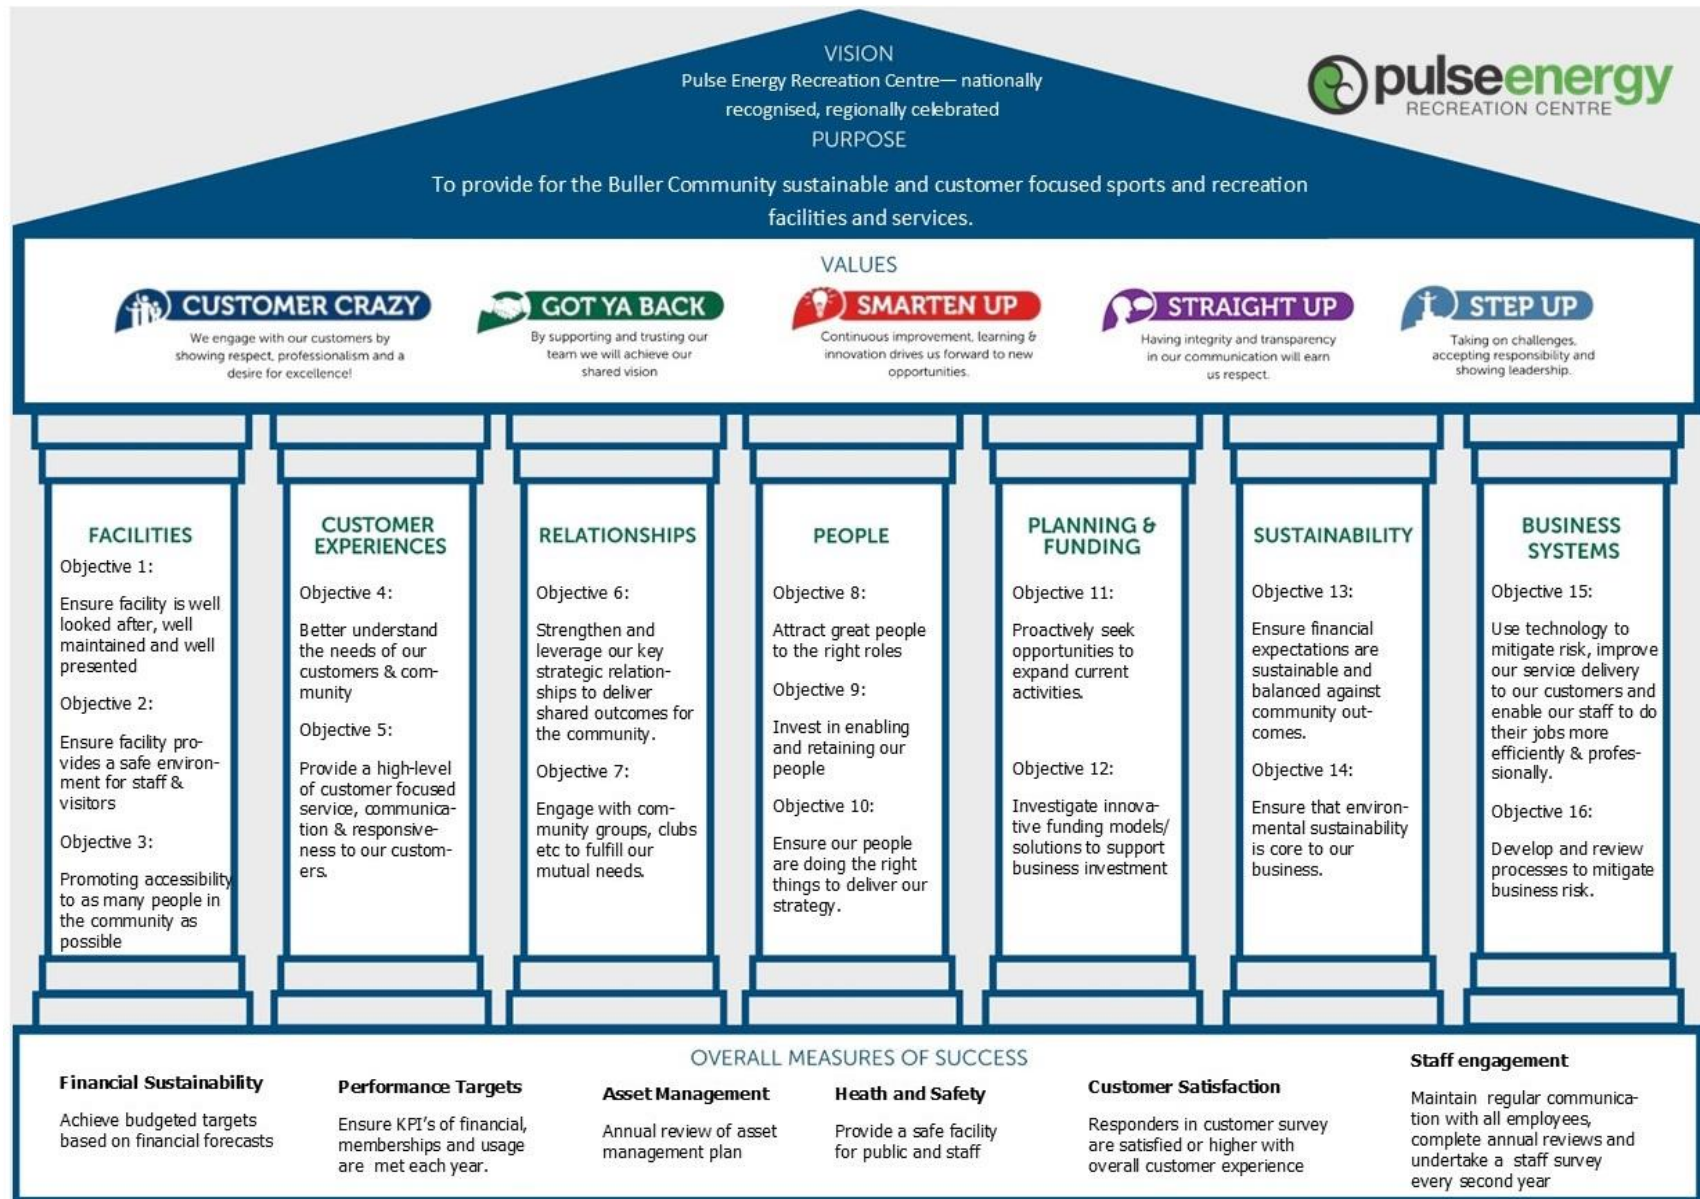 VISION
Pulse Energy Recreation Centre— nationally
recognised, regionally celebrated
PURPOSE
To provide for the Buller Community sustainable and customer focused sports and recreation
facilities and services.
pulseenergy
RECREATION CENTRE
VALUES
CUSTOMER CRAZY
We engage with our customers by
showing respect, professionalism and a
desire for excellence!
GOT YA BACK
By supporting and trusting our
team we will achieve our
shared vision
SMARTEN UP
Continuous improvement, learning &
innovation drives us forward to new
opportunities.
STRAIGHT UP
Having integrity and transparency
in our communication will earn
us respect.
STEP UP
Taking on challenges,
accepting responsibility and
showing leadership.
FACILITIES
Objective 1:
Ensure facility is well
looked after, well
maintained and well
presented
Objective 2:
Ensure facility pro-
vides a safe environ-
ment for staff &
visitors
Objective 3:
Promoting accessibility
to as many people in
the community as
possible
CUSTOMER
EXPERIENCES
Objective 4:
Better understand
the needs of our
customers & com-
munity
Objective 5:
Provide a high-level
of customer focused
service, communica-
tion & responsive-
ness to our custom-
ers.
RELATIONSHIPS
Objective 6:
Strengthen and
leverage our key
strategic relation-
ships to deliver
shared outcomes for
the community.
Objective 7:
Engage with com-
munity groups, clubs
etc to fulfill our
mutual needs.
PEOPLE
Objective 8:
Attract great people
to the right roles
Objective 9:
Invest in enabling
and retaining our
people
Objective 10:
Ensure our people
are doing the right
things to deliver our
strategy.
PLANNING &
FUNDING
Objective 11:
Proactively seek
opportunities to
expand current
activities.
Objective 12:
Investigate innova-
tive funding models/
solutions to support
business investment
SUSTAINABILITY
Objective 13:
Ensure financial
expectations are
sustainable and
balanced against
community out-
comes.
Objective 14:
Ensure that environ-
mental sustainability
is core to our
business.
BUSINESS
SYSTEMS
Objective 15:
Use technology to
mitigate risk, improve
our service delivery
to our customers and
enable our staff to do
their jobs more
efficiently & profes-
sionally.
Objective 16:
Develop and review
processes to mitigate
business risk.
OVERALL MEASURES OF SUCCESS
Financial Sustainability
Achieve budgeted targets
based on financial forecasts
Performance Targets
Ensure KPI's of financial,
memberships and usage
are met each year.
Asset Management
Annual review of asset
management plan
Heath and Safety
Provide a safe facility
for public and staff
Customer Satisfaction
Responders in customer survey
are satisfied or higher with
overall customer experience
Staff engagement
Maintain regular communica-
tion with all employees,
complete annual reviews and
undertake a staff survey
every second year